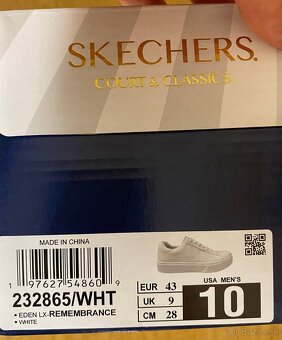 SKECHERS.
COURT & CLASSICS
MADE IN CHINA
1 97627 54860 9
232865/WHT
• EDEN LX-REMEMBRANCE
• WHITE
EUR 43
UK 9
CM 28
USA MEN'S
10